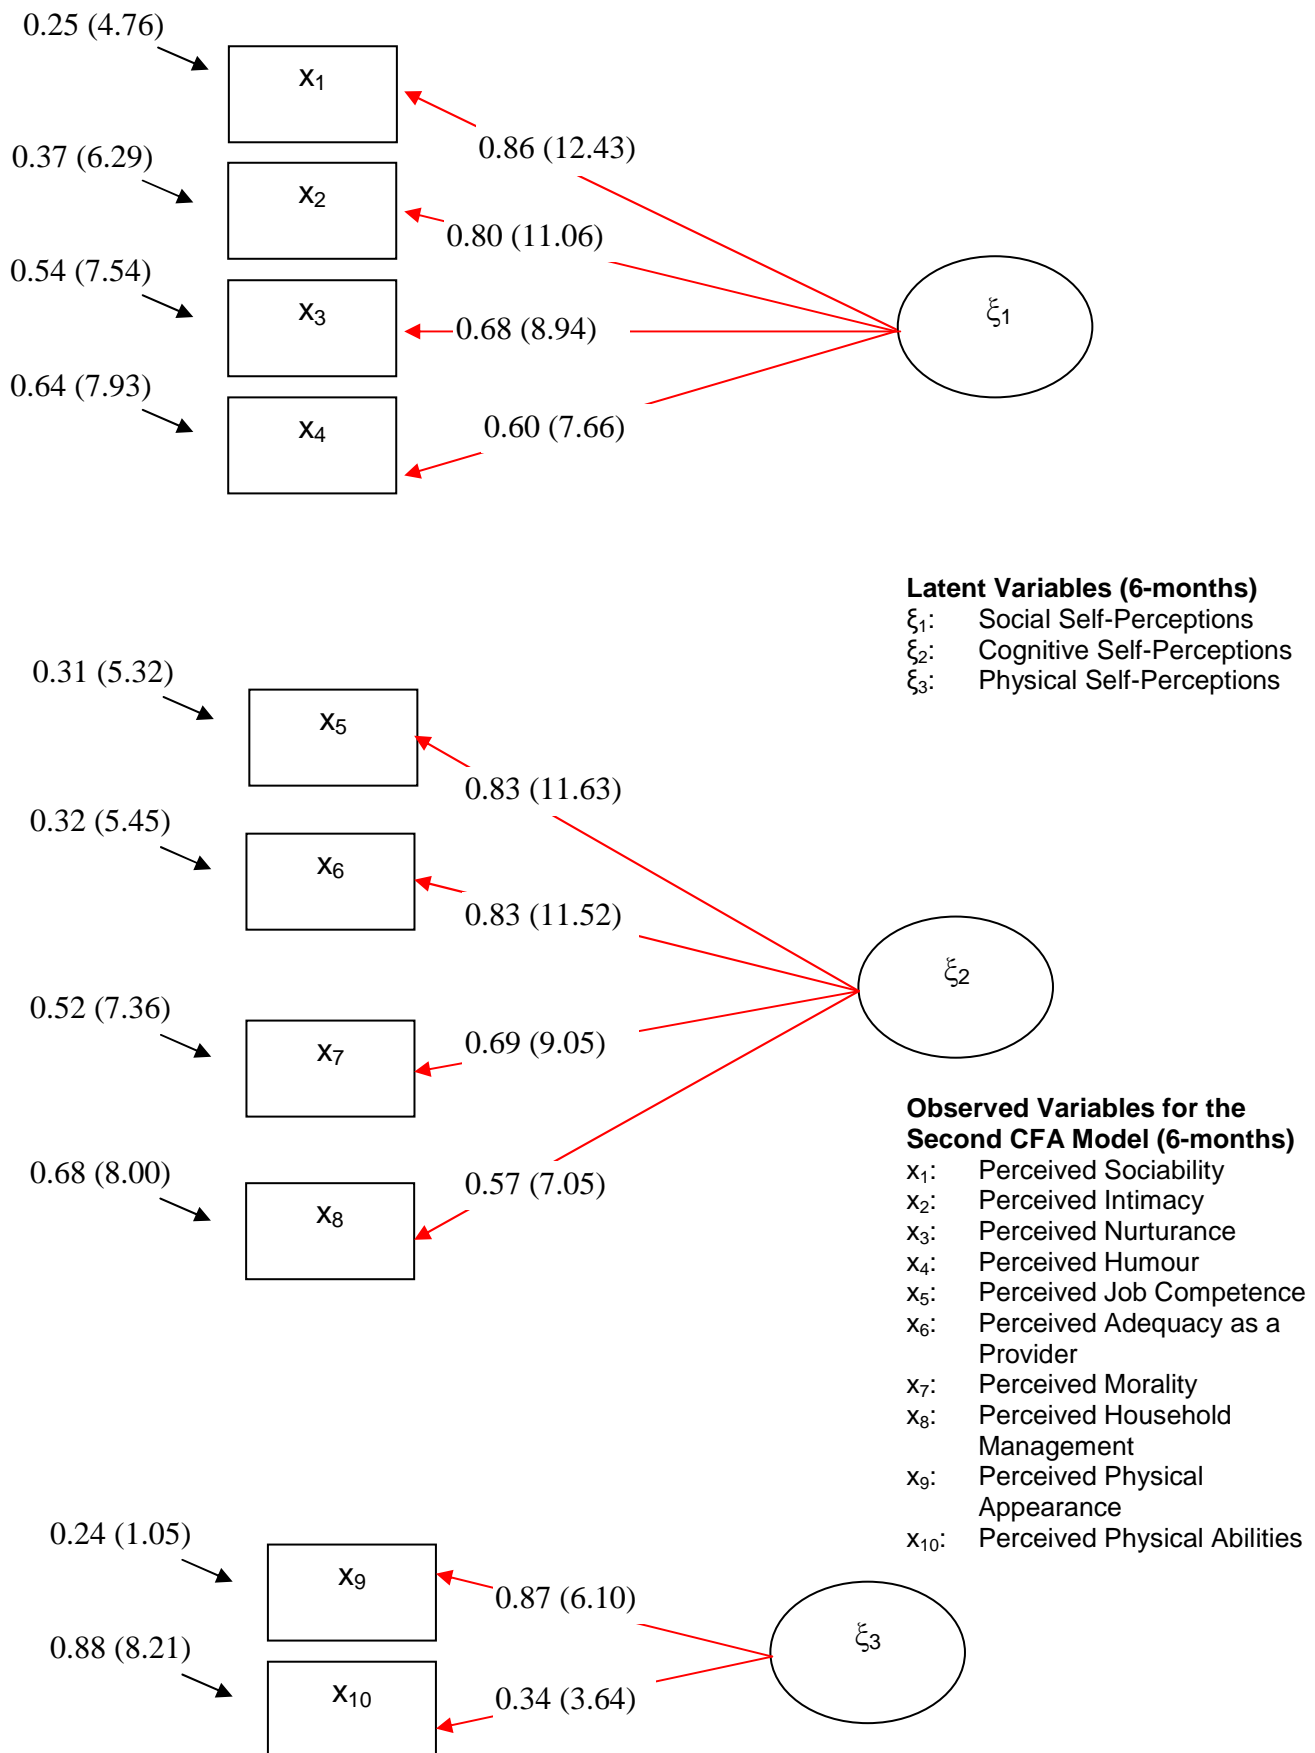 0.25 (4.76)
x1
0.86 (12.43)
0.37 (6.29)
x2
0.80 (11.06)
0.54 (7.54)
x3
0.68 (8.94)
ξ1
0.64 (7.93)
x4
0.60 (7.66)
Latent Variables (6-months)
ξ1: Social Self-Perceptions
ξ2: Cognitive Self-Perceptions
ξ3: Physical Self-Perceptions
0.31 (5.32)
x5
0.83 (11.63)
0.32 (5.45)
x6
0.83 (11.52)
ξ2
0.52 (7.36)
x7
0.69 (9.05)
0.68 (8.00)
x8
0.57 (7.05)
Observed Variables for the
Second CFA Model (6-months)
x1: Perceived Sociability
x2: Perceived Intimacy
x3: Perceived Nurturance
x4: Perceived Humour
x5: Perceived Job Competence
x6: Perceived Adequacy as a
Provider
x7: Perceived Morality
x8: Perceived Household
Management
x9: Perceived Physical
Appearance
x10: Perceived Physical Abilities
0.24 (1.05)
x9
0.87 (6.10)
ξ3
0.88 (8.21)
x10
0.34 (3.64)